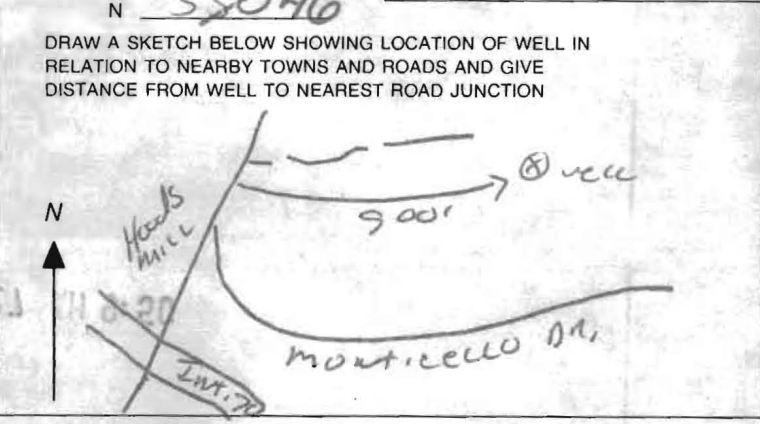 N
DRAW A SKETCH BELOW SHOWING LOCATION OF WELL IN
RELATION TO NEARBY TOWNS AND ROADS AND GIVE
DISTANCE FROM WELL TO NEAREST ROAD JUNCTION
⊗ well
900'
N
Hoods
Mill
Monticello Dr.
Int. 70